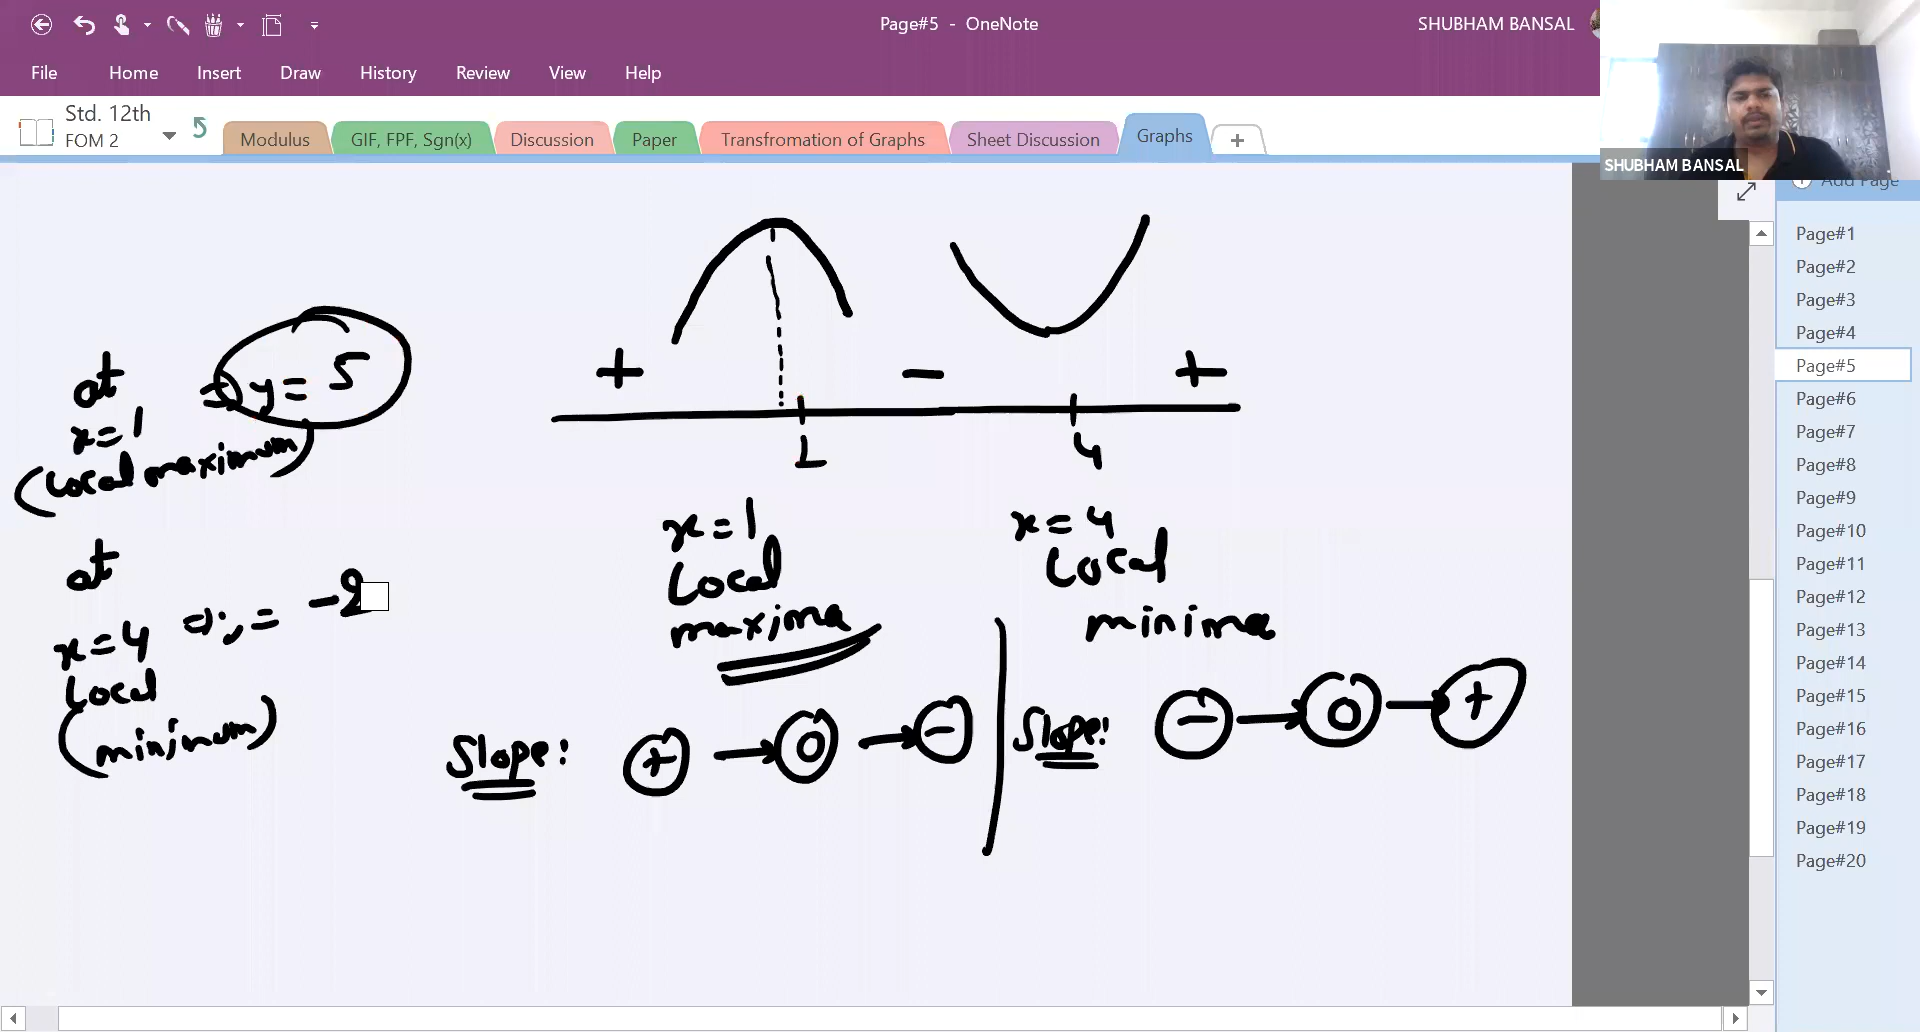 Page#5 - OneNote
SHUBHAM BANSAL
File Home Insert Draw History Review View Help
Std. 12th
FOM 2
Modulus
GIF, FPF, Sgn(x)
Discussion
Paper
Transfromation of Graphs
Sheet Discussion
Graphs
+
SHUBHAM BANSAL
Add Page
Page#1
Page#2
Page#3
Page#4
Page#5
Page#6
Page#7
Page#8
Page#9
Page#10
Page#11
Page#12
Page#13
Page#14
Page#15
Page#16
Page#17
Page#18
Page#19
Page#20
at
x=1
⇒ y = 5
(Local maximum)
at
x=4 ⇒ y = -2
Local
(minimum)
+ - +
1 4
x=1
Local
maxima
x=4
Local
minima
Slope: + → 0 → -
Slope: - → 0 → +